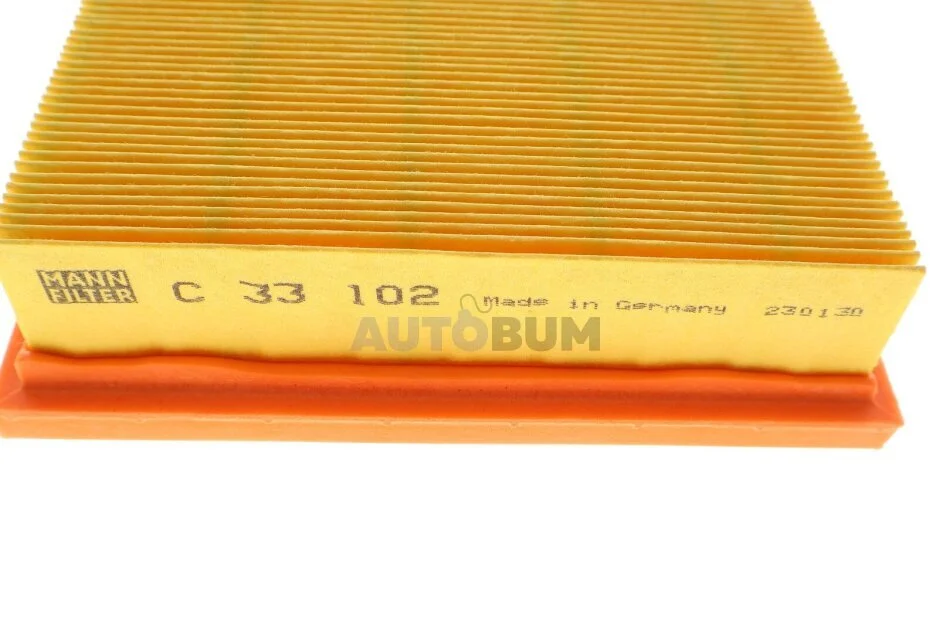 MANN
FILTER
C 33 102 Made in Germany 230130
AUTOBUM